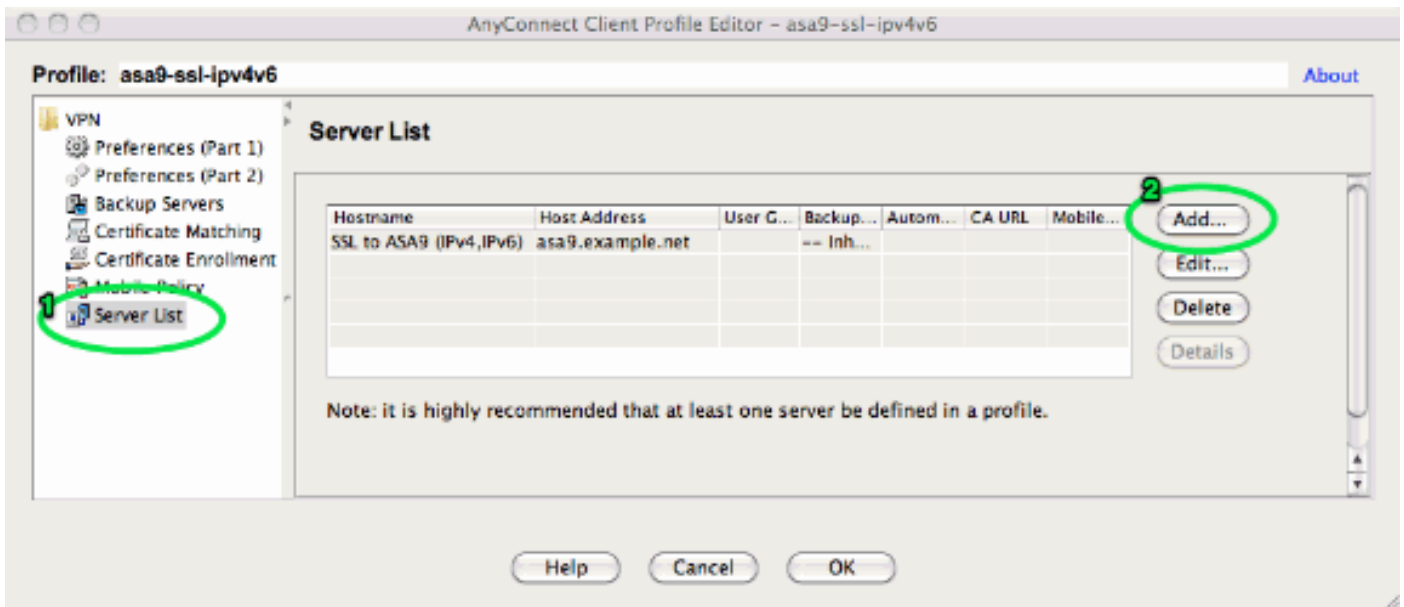 AnyConnect Client Profile Editor – asa9-ssl-ipv4v6
Profile: asa9-ssl-ipv4v6
About
VPN
Preferences (Part 1)
Preferences (Part 2)
Backup Servers
Certificate Matching
Certificate Enrollment
Mobile Policy
1 Server List
Server List
2
Hostname Host Address User G... Backup... Autom... CA URL Mobile...
SSL to ASA9 (IPv4,IPv6) asa9.example.net -- Inh...
Add...
Edit...
Delete
Details
Note: it is highly recommended that at least one server be defined in a profile.
Help Cancel OK